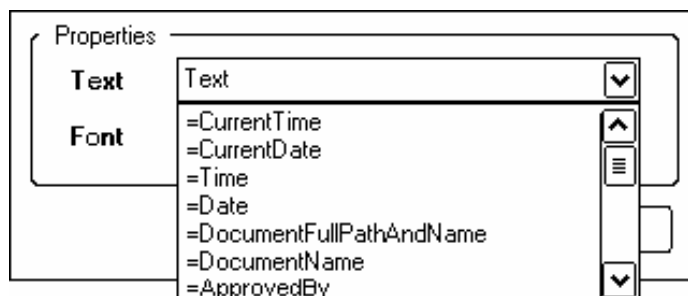 Properties
Text Text
Font
=CurrentTime
=CurrentDate
=Time
=Date
=DocumentFullPathAndName
=DocumentName
=ApprovedBy